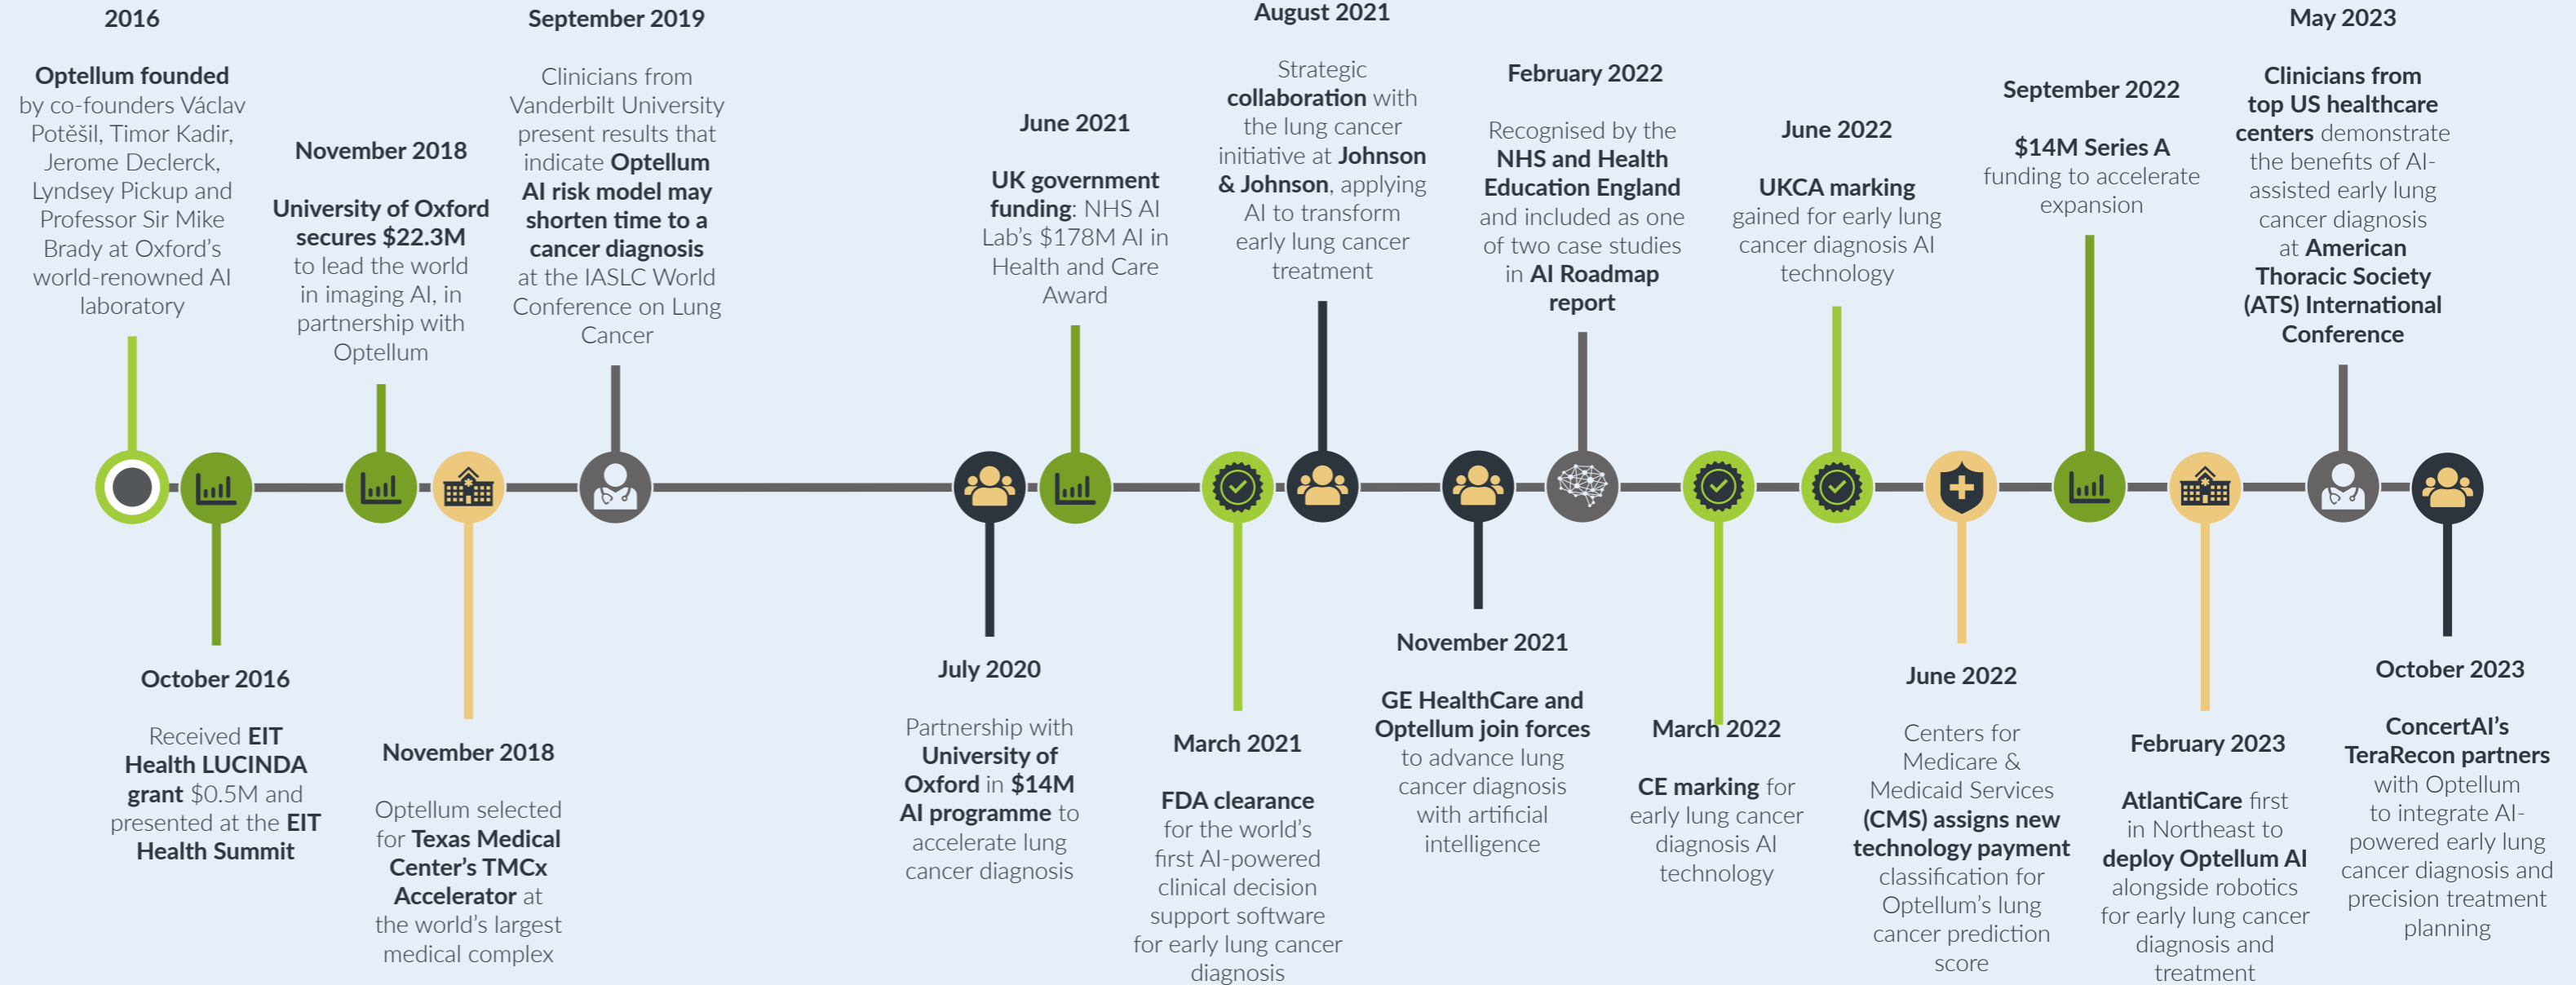 2016
Optellum founded
by co-founders Václav
Potěšil, Timor Kadir,
Jerome Declerck,
Lyndsey Pickup and
Professor Sir Mike
Brady at Oxford's
world-renowned AI
laboratory
October 2016
Received EIT
Health LUCINDA
grant $0.5M and
presented at the EIT
Health Summit
November 2018
University of Oxford
secures $22.3M
to lead the world
in imaging AI, in
partnership with
Optellum
November 2018
Optellum selected
for Texas Medical
Center's TMCx
Accelerator at
the world's largest
medical complex
September 2019
Clinicians from
Vanderbilt University
present results that
indicate Optellum
AI risk model may
shorten time to a
cancer diagnosis
at the IASLC World
Conference on Lung
Cancer
July 2020
Partnership with
University of
Oxford in $14M
AI programme to
accelerate lung
cancer diagnosis
June 2021
UK government
funding: NHS AI
Lab's $178M AI in
Health and Care
Award
March 2021
FDA clearance
for the world's
first AI-powered
clinical decision
support software
for early lung cancer
diagnosis
August 2021
Strategic
collaboration with
the lung cancer
initiative at Johnson
& Johnson, applying
AI to transform
early lung cancer
treatment
November 2021
GE HealthCare and
Optellum join forces
to advance lung
cancer diagnosis
with artificial
intelligence
February 2022
Recognised by the
NHS and Health
Education England
and included as one
of two case studies
in AI Roadmap
report
March 2022
CE marking for
early lung cancer
diagnosis AI
technology
June 2022
UKCA marking
gained for early lung
cancer diagnosis AI
technology
June 2022
Centers for
Medicare &
Medicaid Services
(CMS) assigns new
technology payment
classification for
Optellum's lung
cancer prediction
score
September 2022
$14M Series A
funding to accelerate
expansion
February 2023
AtlantiCare first
in Northeast to
deploy Optellum AI
alongside robotics
for early lung cancer
diagnosis and
treatment
May 2023
Clinicians from
top US healthcare
centers demonstrate
the benefits of AI-
assisted early lung
cancer diagnosis
at American
Thoracic Society
(ATS) International
Conference
October 2023
ConcertAI's
TeraRecon partners
with Optellum
to integrate AI-
powered early lung
cancer diagnosis and
precision treatment
planning